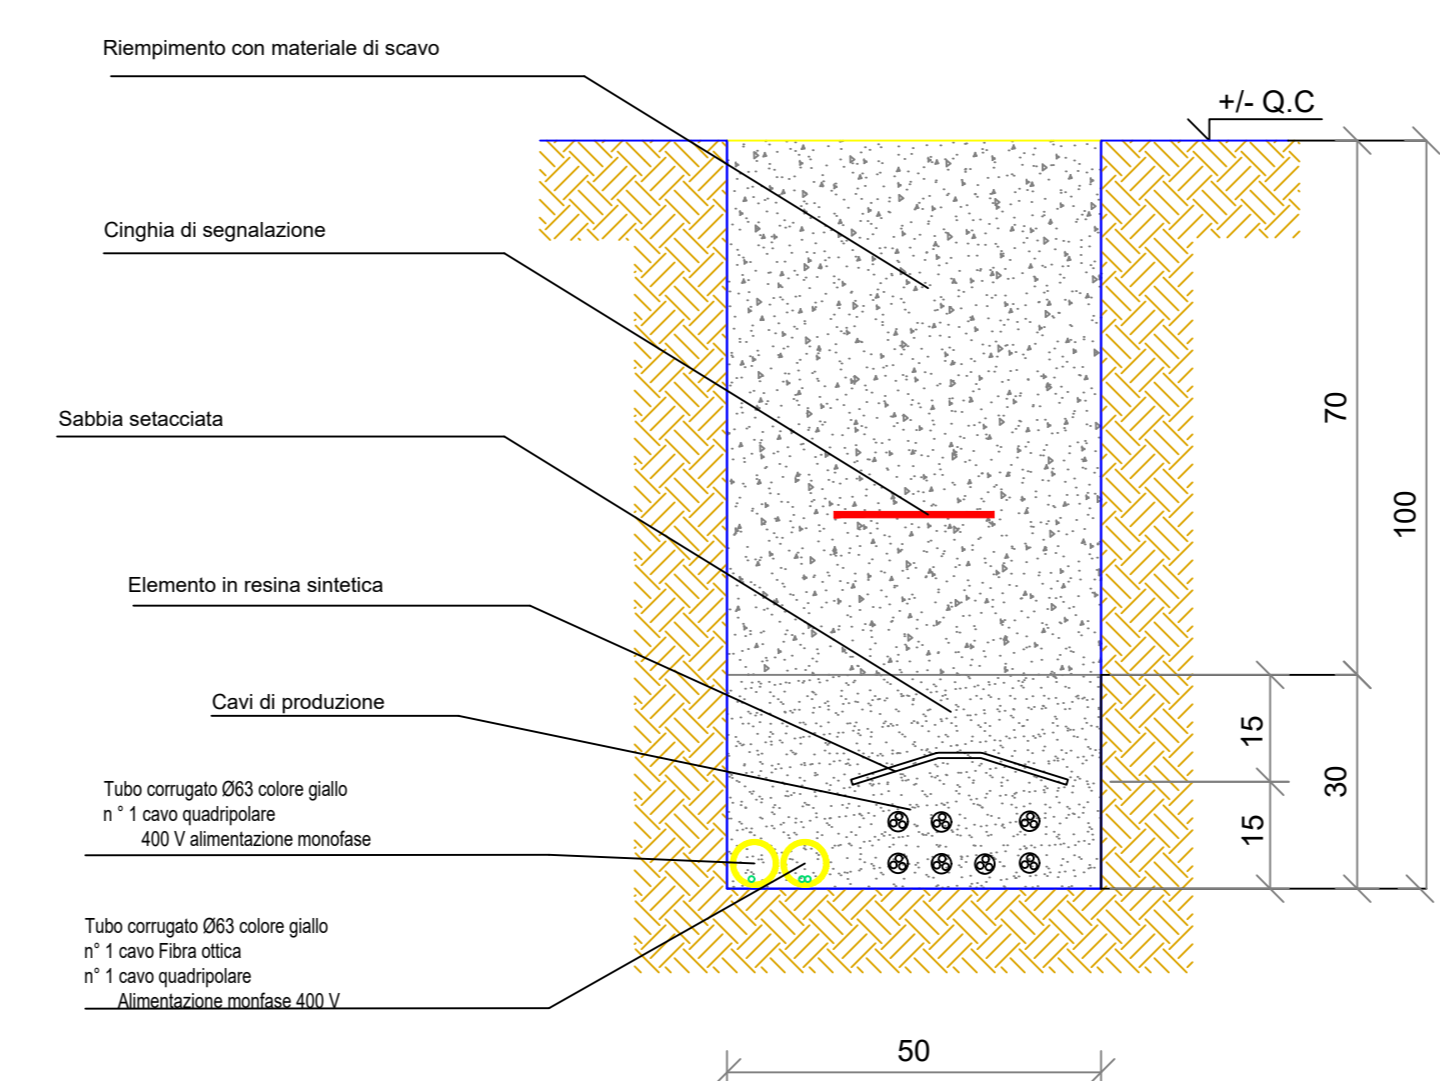 Riempimento con materiale di scavo
+/- Q.C
Cinghia di segnalazione
Sabbia setacciata
70
100
Elemento in resina sintetica
Cavi di produzione
15
30
15
Tubo corrugato Ø63 colore giallo
n ° 1 cavo quadripolare
400 V alimentazione monofase
Tubo corrugato Ø63 colore giallo
n° 1 cavo Fibra ottica
n° 1 cavo quadripolare
Alimentazione monfase 400 V
50